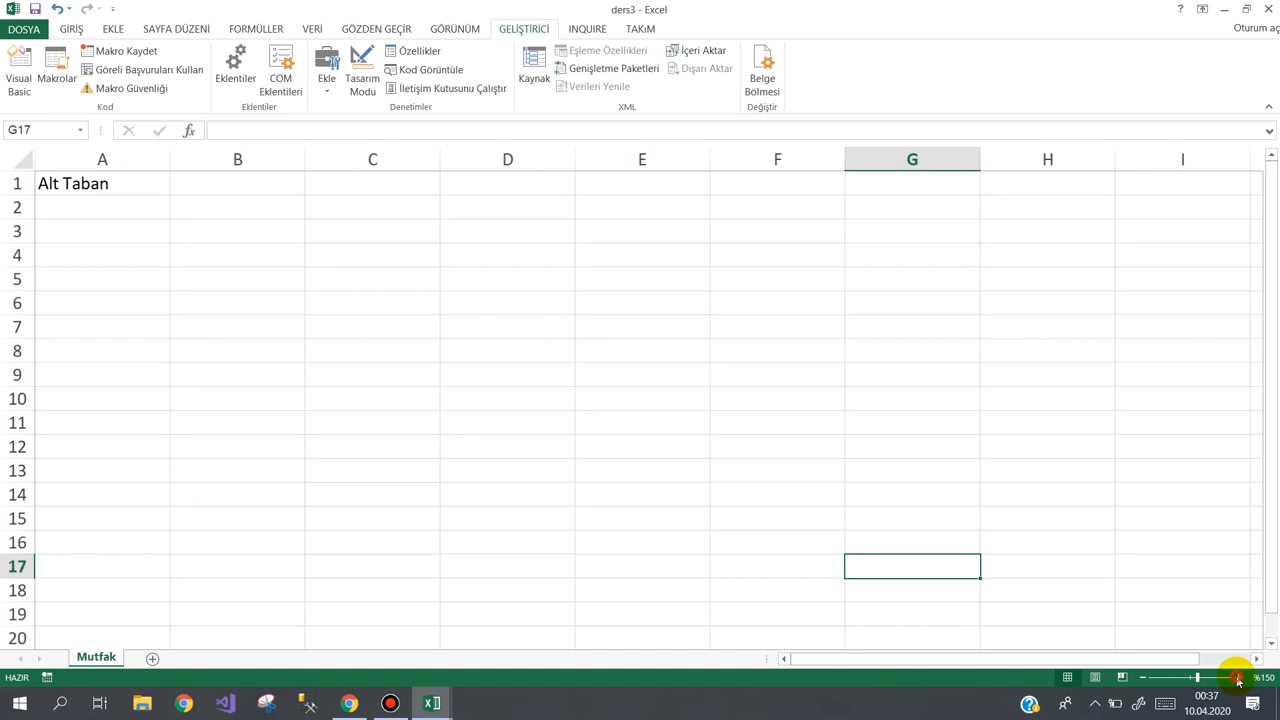 ders3 - Excel
DOSYA GİRİŞ EKLE SAYFA DÜZENİ FORMÜLLER VERİ GÖZDEN GEÇİR GÖRÜNÜM GELİŞTİRİCİ INQUIRE TAKıM Oturum aç
Visual Basic
Makrolar
Makro Kaydet
Göreli Başvuruları Kullan
Makro Güvenliği
Kod
Eklentiler
COM Eklentileri
Eklentiler
Ekle
Tasarım Modu
Özellikler
Kod Görüntüle
İletişim Kutusunu Çalıştır
Denetimler
Kaynak
Eşleme Özellikleri
Genişletme Paketleri
Verileri Yenile
İçeri Aktar
Dışarı Aktar
XML
Belge Bölmesi
Değiştir
G17 fx
A B C D E F G H I
1 Alt Taban
2
3
4
5
6
7
8
9
10
11
12
13
14
15
16
17
18
19
20
Mutfak
HAZIR %150
00:37
10.04.2020